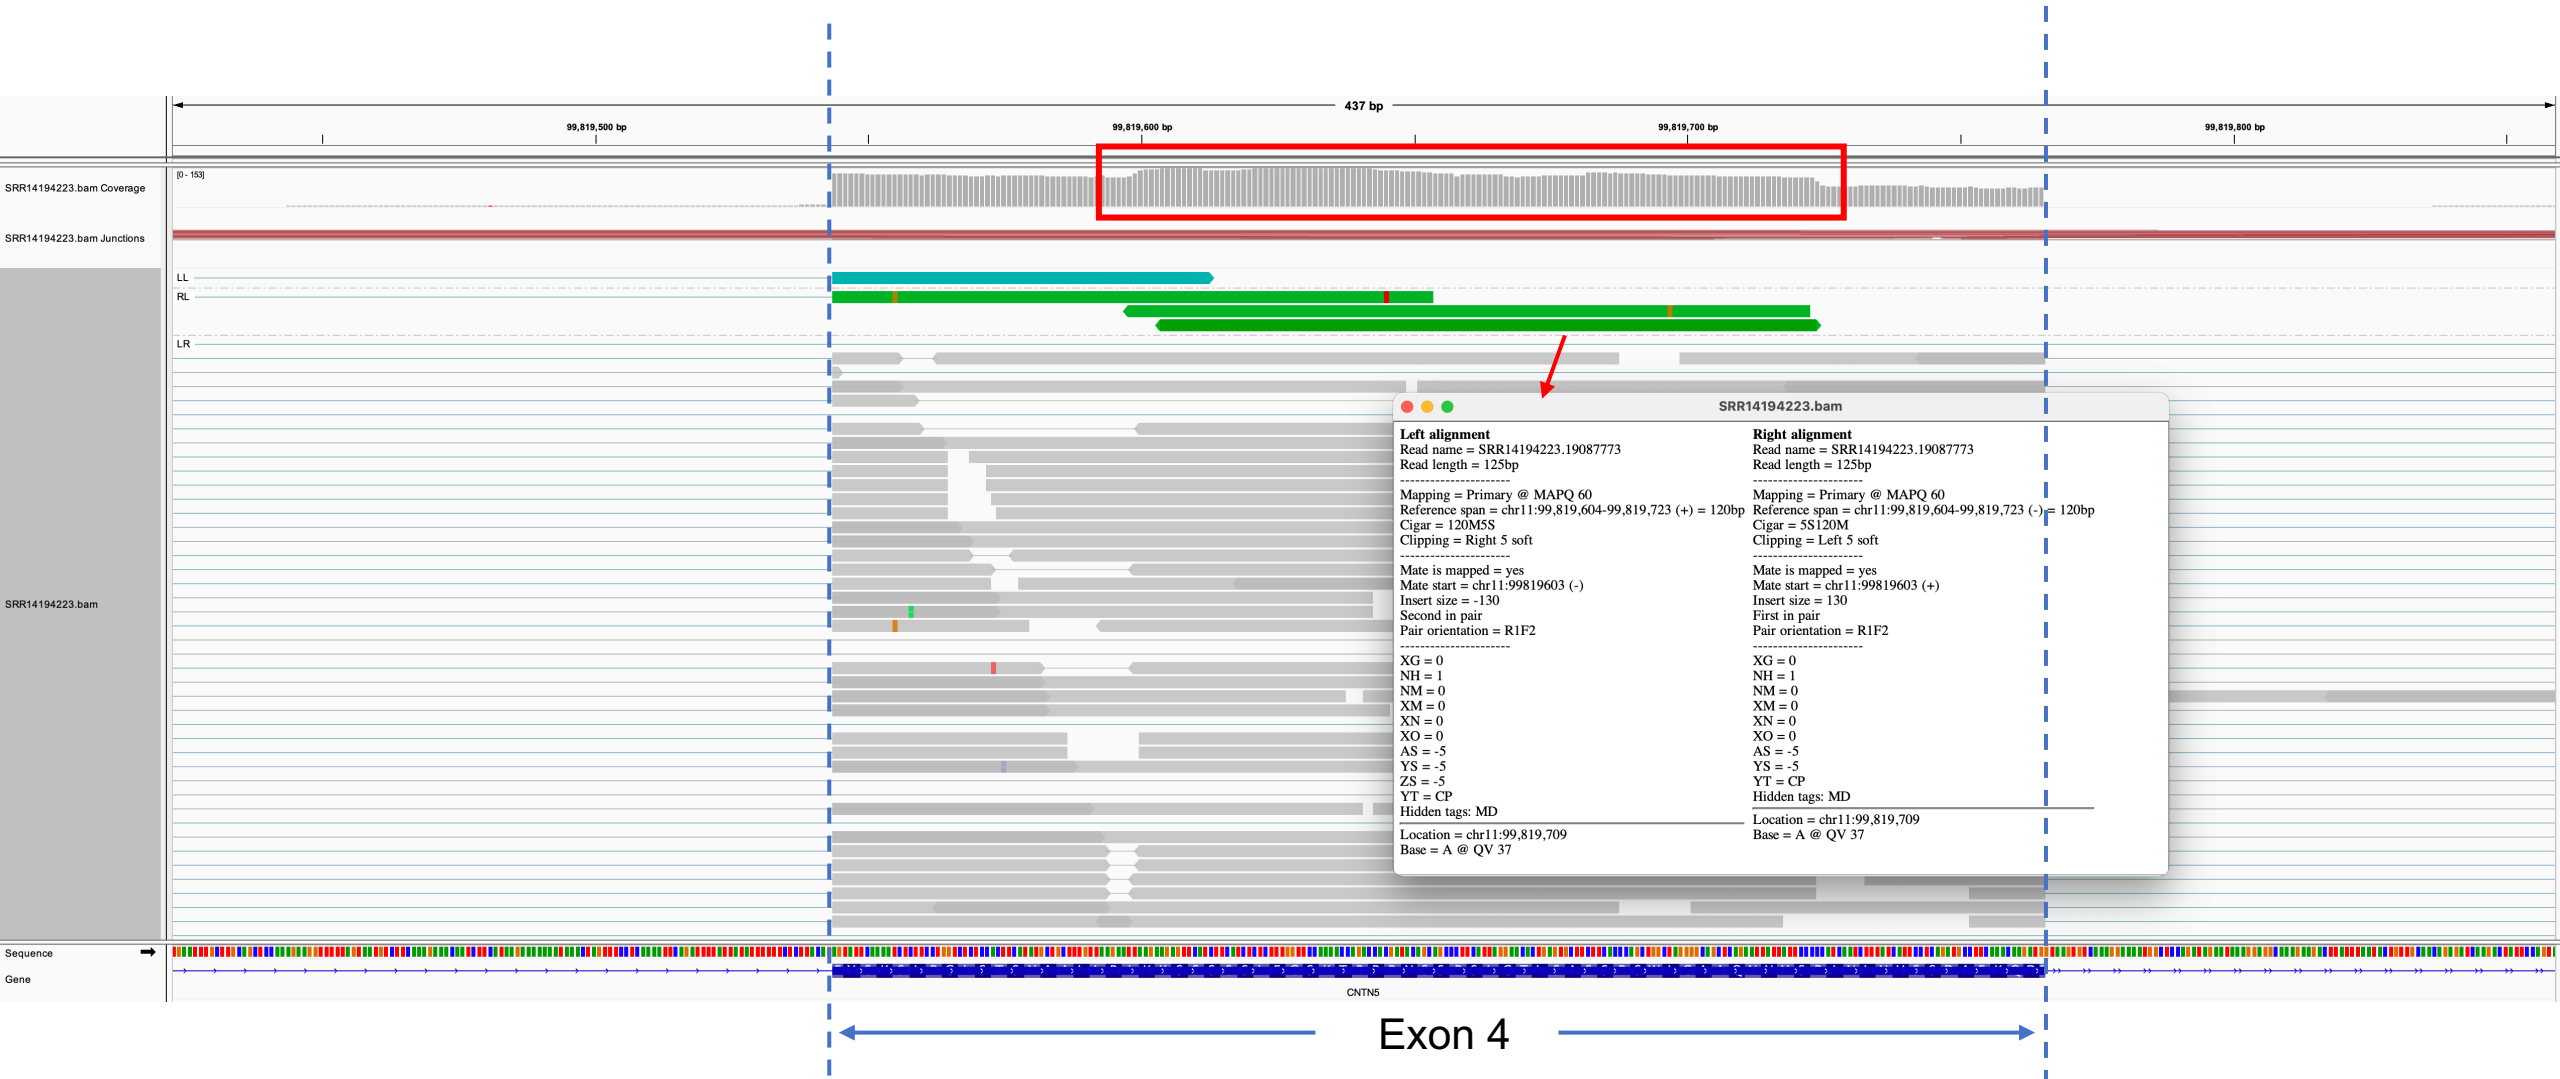 437 bp
99,819,500 bp
99,819,600 bp
99,819,700 bp
99,819,800 bp
SRR14194223.bam Coverage
[0 - 153]
SRR14194223.bam Junctions
LL
RL
LR
SRR14194223.bam
SRR14194223.bam
Left alignment
Read name = SRR14194223.19087773
Read length = 125bp
----------------------
Mapping = Primary @ MAPQ 60
Reference span = chr11:99,819,604-99,819,723 (+) = 120bp
Cigar = 120M5S
Clipping = Right 5 soft
----------------------
Mate is mapped = yes
Mate start = chr11:99819603 (-)
Insert size = -130
Second in pair
Pair orientation = R1F2
----------------------
XG = 0
NH = 1
NM = 0
XM = 0
XN = 0
XO = 0
AS = -5
YS = -5
ZS = -5
YT = CP
Hidden tags: MD
Location = chr11:99,819,709
Base = A @ QV 37
Right alignment
Read name = SRR14194223.19087773
Read length = 125bp
----------------------
Mapping = Primary @ MAPQ 60
Reference span = chr11:99,819,604-99,819,723 (-) = 120bp
Cigar = 5S120M
Clipping = Left 5 soft
----------------------
Mate is mapped = yes
Mate start = chr11:99819603 (+)
Insert size = 130
First in pair
Pair orientation = R1F2
----------------------
XG = 0
NH = 1
NM = 0
XM = 0
XN = 0
XO = 0
AS = -5
YS = -5
YT = CP
Hidden tags: MD
Location = chr11:99,819,709
Base = A @ QV 37
Sequence
Gene
CNTN5
Exon 4